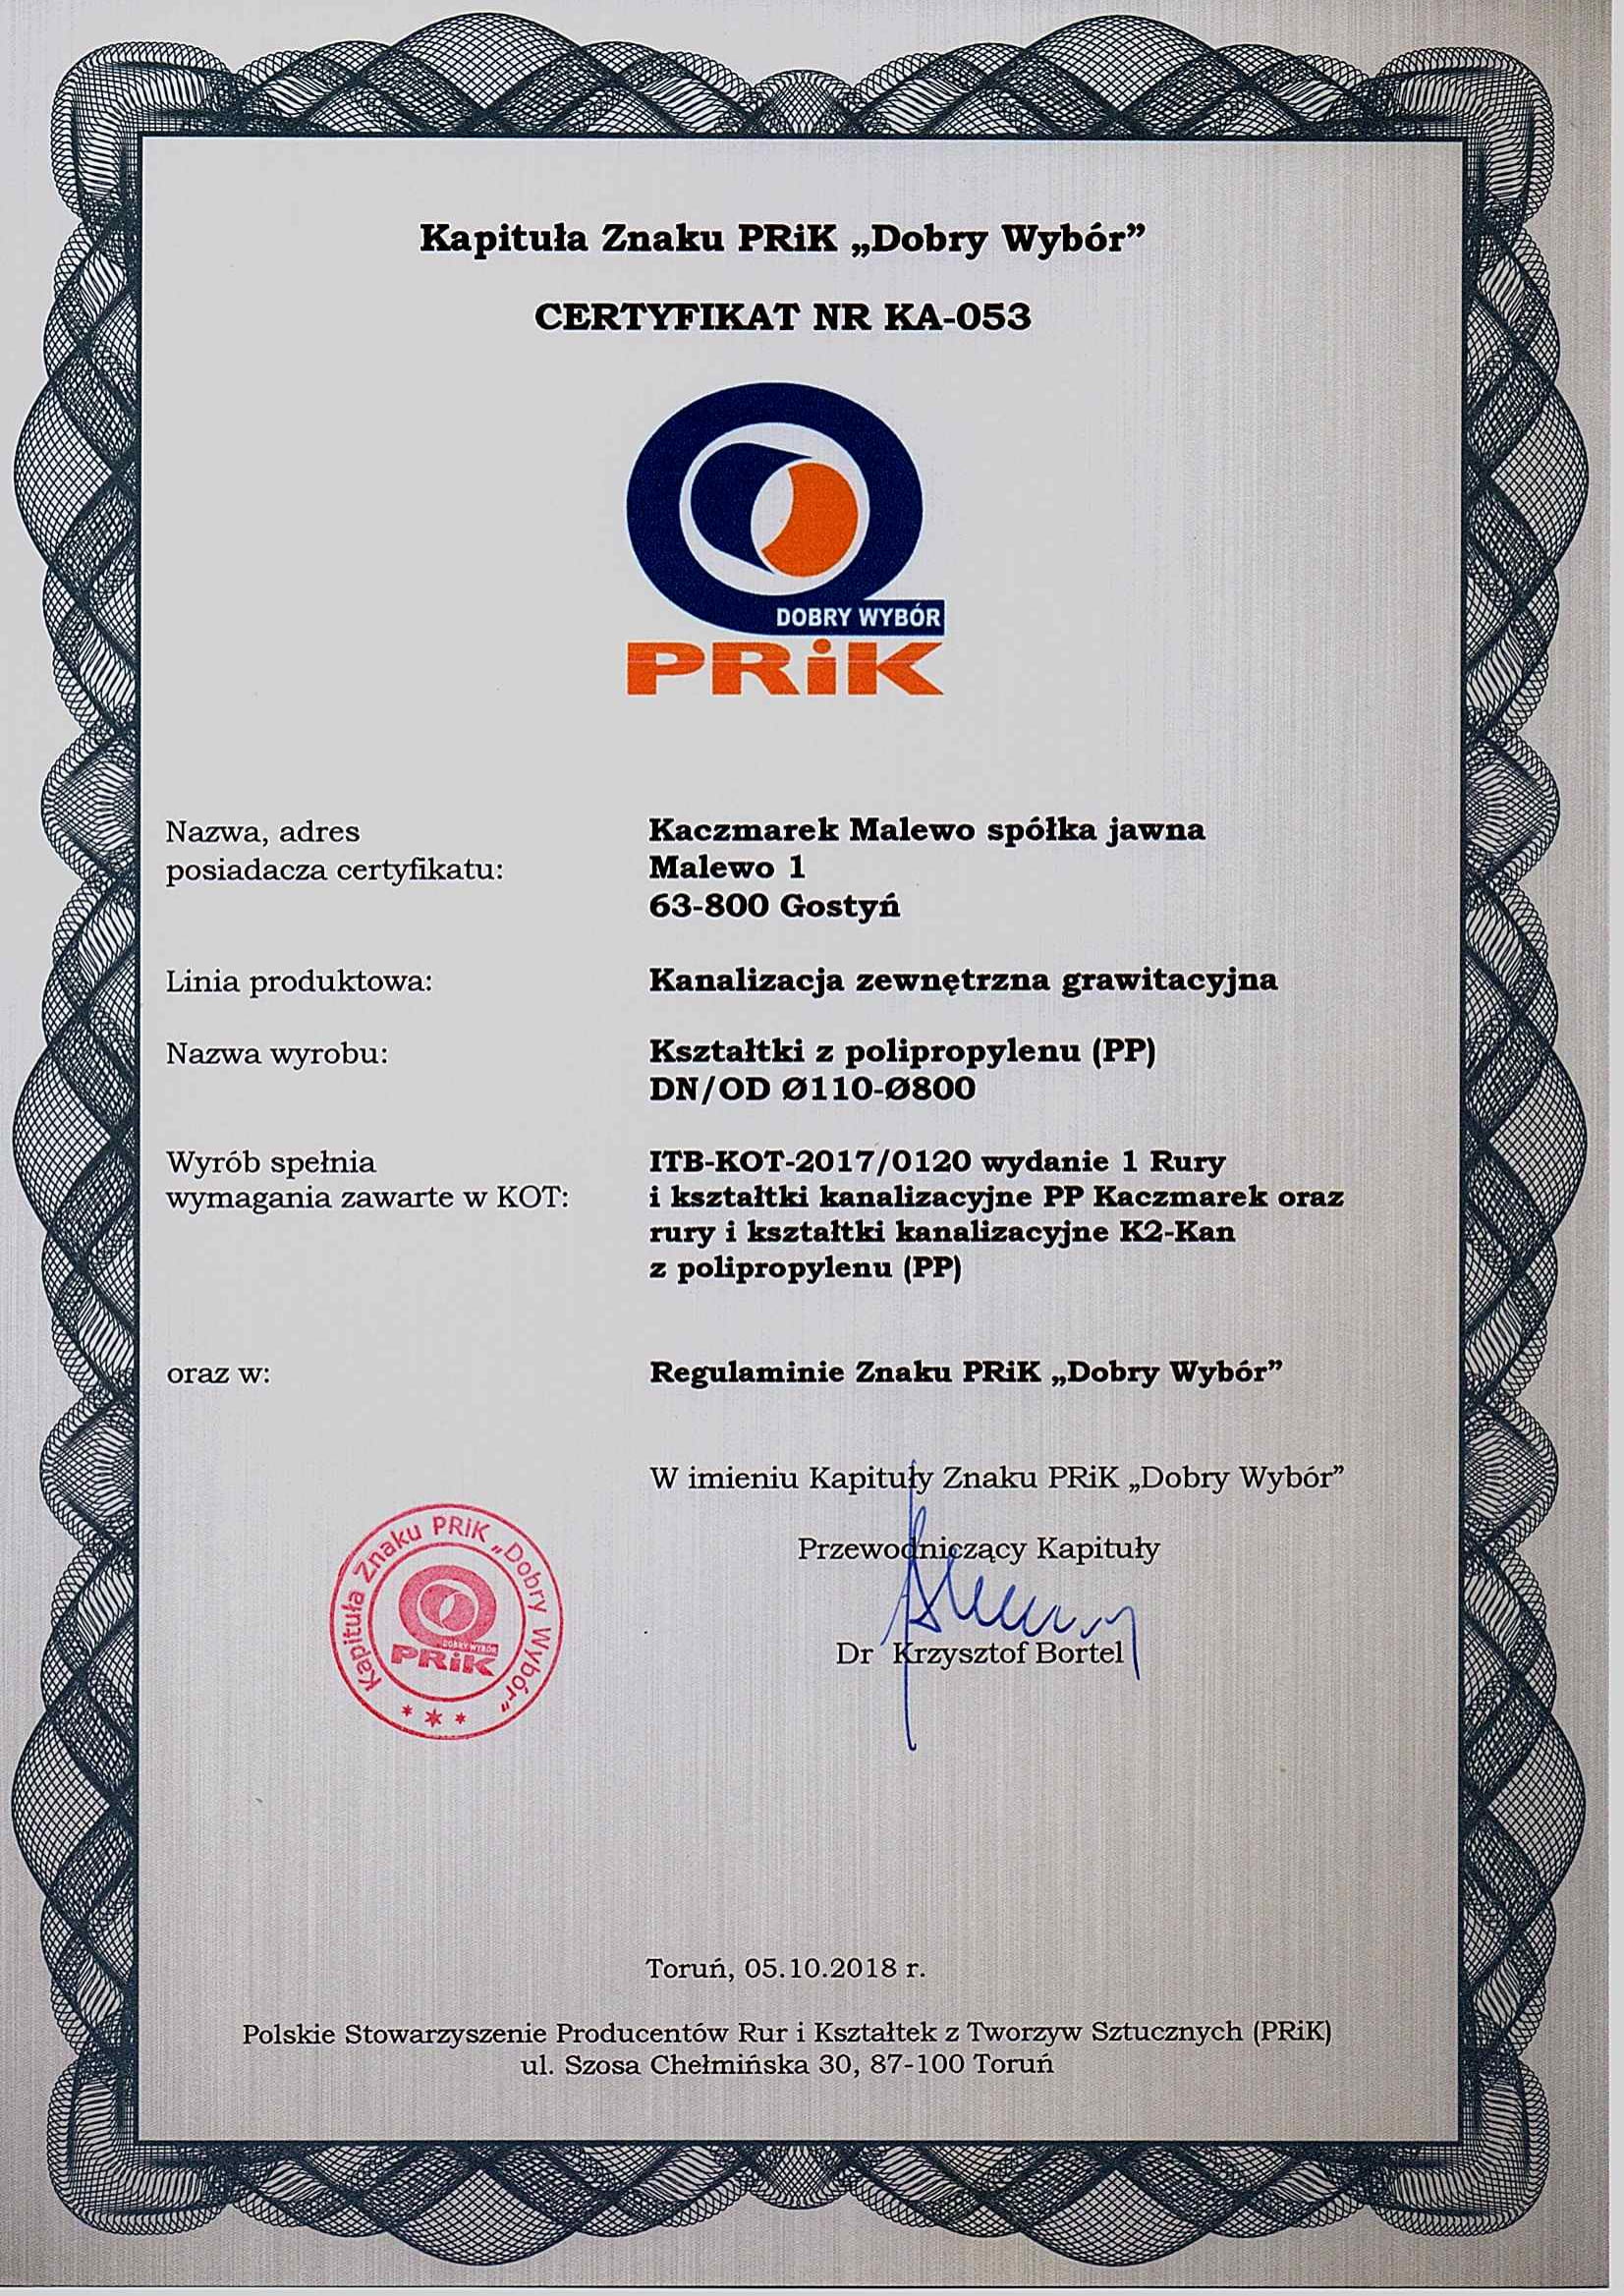 Kapituła Znaku PRiK „Dobry Wybór”
CERTYFIKAT NR KA-053
DOBRY WYBÓR
PRiK
Nazwa, adres
posiadacza certyfikatu:
Kaczmarek Malewo spółka jawna
Malewo 1
63-800 Gostyń
Linia produktowa:
Kanalizacja zewnętrzna grawitacyjna
Nazwa wyrobu:
Kształtki z polipropylenu (PP)
DN/OD Ø110-Ø800
Wyrób spełnia
wymagania zawarte w KOT:
ITB-KOT-2017/0120 wydanie 1 Rury
i kształtki kanalizacyjne PP Kaczmarek oraz
rury i kształtki kanalizacyjne K2-Kan
z polipropylenu (PP)
oraz w:
Regulaminie Znaku PRiK „Dobry Wybór”
W imieniu Kapituły Znaku PRiK „Dobry Wybór”
Przewodniczący Kapituły
Dr Krzysztof Bortel
Kapituła Znaku PRiK „Dobry Wybór”
DOBRY WYBÓR
PRiK
Toruń, 05.10.2018 r.
Polskie Stowarzyszenie Producentów Rur i Kształtek z Tworzyw Sztucznych (PRiK)
ul. Szosa Chełmińska 30, 87-100 Toruń